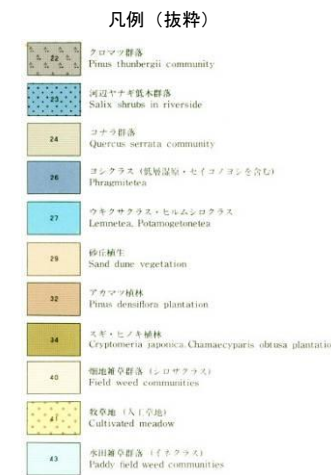 凡例（抜粋）
22
クロマツ群落
Pinus thunbergii community
23
河辺ヤナギ低木群落
Salix shrubs in riverside
24
コナラ群落
Quercus serrata community
26
ヨシクラス（低層湿原・セイコノヨシを含む）
Phragmitetea
27
ウキクサクラス・ヒルムシロクラス
Lemnetea, Potamogetonetea
29
砂丘植生
Sand dune vegetation
32
アカマツ植林
Pinus densiflora plantation
34
スギ・ヒノキ植林
Cryptomeria japonica, Chamaecyparis obtusa plantatio
40
畑地雑草群落（シロザクラス）
Field weed communities
41
牧草地（人工草地）
Cultivated meadow
43
水田雑草群落（イネクラス）
Paddy field weed communities